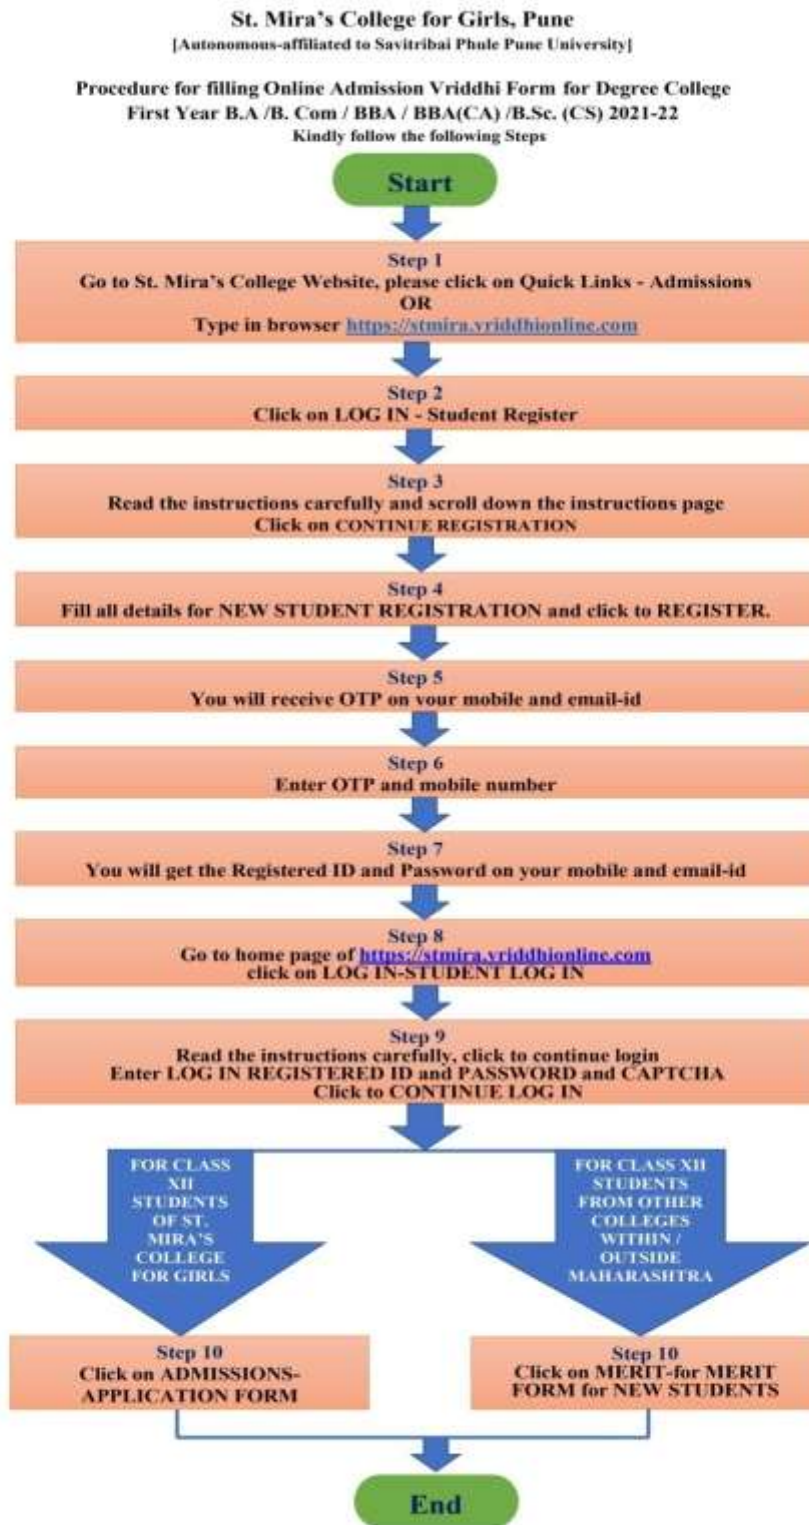 St. Mira's College for Girls, Pune
[Autonomous-affiliated to Savitribai Phule Pune University]
Procedure for filling Online Admission Vriddhi Form for Degree College
First Year B.A /B. Com / BBA / BBA(CA) /B.Sc. (CS) 2021-22
Kindly follow the following Steps
Start
Step 1
Go to St. Mira's College Website, please click on Quick Links - Admissions
OR
Type in browser https://stmira.vriddhionline.com
Step 2
Click on LOG IN - Student Register
Step 3
Read the instructions carefully and scroll down the instructions page
Click on CONTINUE REGISTRATION
Step 4
Fill all details for NEW STUDENT REGISTRATION and click to REGISTER.
Step 5
You will receive OTP on your mobile and email-id
Step 6
Enter OTP and mobile number
Step 7
You will get the Registered ID and Password on your mobile and email-id
Step 8
Go to home page of https://stmira.vriddhionline.com
click on LOG IN-STUDENT LOG IN
Step 9
Read the instructions carefully, click to continue login
Enter LOG IN REGISTERED ID and PASSWORD and CAPTCHA
Click to CONTINUE LOG IN
FOR CLASS
XII
STUDENTS
OF ST.
MIRA'S
COLLEGE
FOR GIRLS
FOR CLASS XII
STUDENTS
FROM OTHER
COLLEGES
WITHIN /
OUTSIDE
MAHARASHTRA
Step 10
Click on ADMISSIONS-
APPLICATION FORM
Step 10
Click on MERIT-for MERIT
FORM for NEW STUDENTS
End